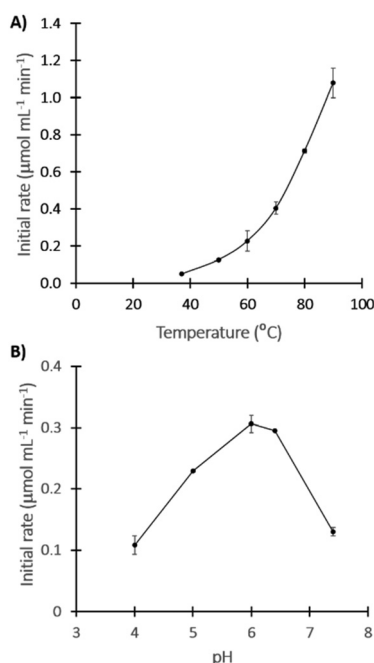 A)
Initial rate (µmol mL⁻¹ min⁻¹)
1.4
1.2
1.0
0.8
0.6
0.4
0.2
0.0
0 20 40 60 80 100
Temperature (°C)
B)
Initial rate (µmol mL⁻¹ min⁻¹)
0.4
0.3
0.2
0.1
0
3 4 5 6 7 8
pH